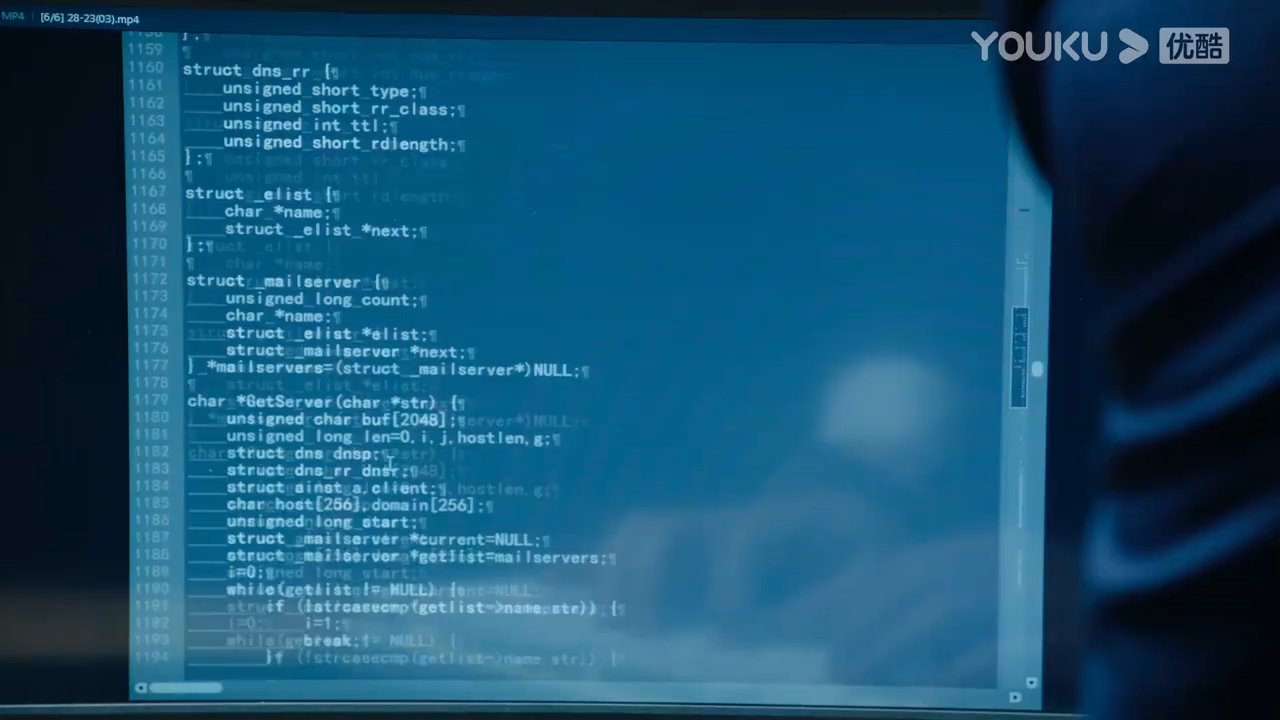 MP4 [6/6] 28-23(03).mp4
YOUKU 优酷
1159 ¶
1160 struct dns_rr {¶
1161 unsigned short type;¶
1162 unsigned short rr_class;¶
1163 unsigned int ttl;¶
1164 unsigned short rdlength;¶
1165 };¶
1166 ¶
1167 struct _elist {¶
1168 char *name;¶
1169 struct _elist *next;¶
1170 };¶
1171 ¶
1172 struct _mailserver {¶
1173 unsigned long count;¶
1174 char *name;¶
1175 struct _elist *elist;¶
1176 struct _mailserver *next;¶
1177 } *mailservers=(struct _mailserver*)NULL;¶
1178 ¶
1179 char *GetServer(char *str) {¶
1180 unsigned char buf[2048];¶
1181 unsigned long len=0,i,j,hostlen,g;¶
1182 struct dns dnsp;¶
1183 struct dns_rr dnsr;¶
1184 struct ainst a,client;¶
1185 char host[256],domain[256];¶
1186 unsigned long start;¶
1187 struct _mailserver *current=NULL;¶
1188 struct _mailserver *getlist=mailservers;¶
1189 i=0;¶
1190 while(getlist != NULL) {¶
1191 if (!strcasecmp(getlist->name,str)) {¶
1192 i=1;¶
1193 break;¶
1194 }¶